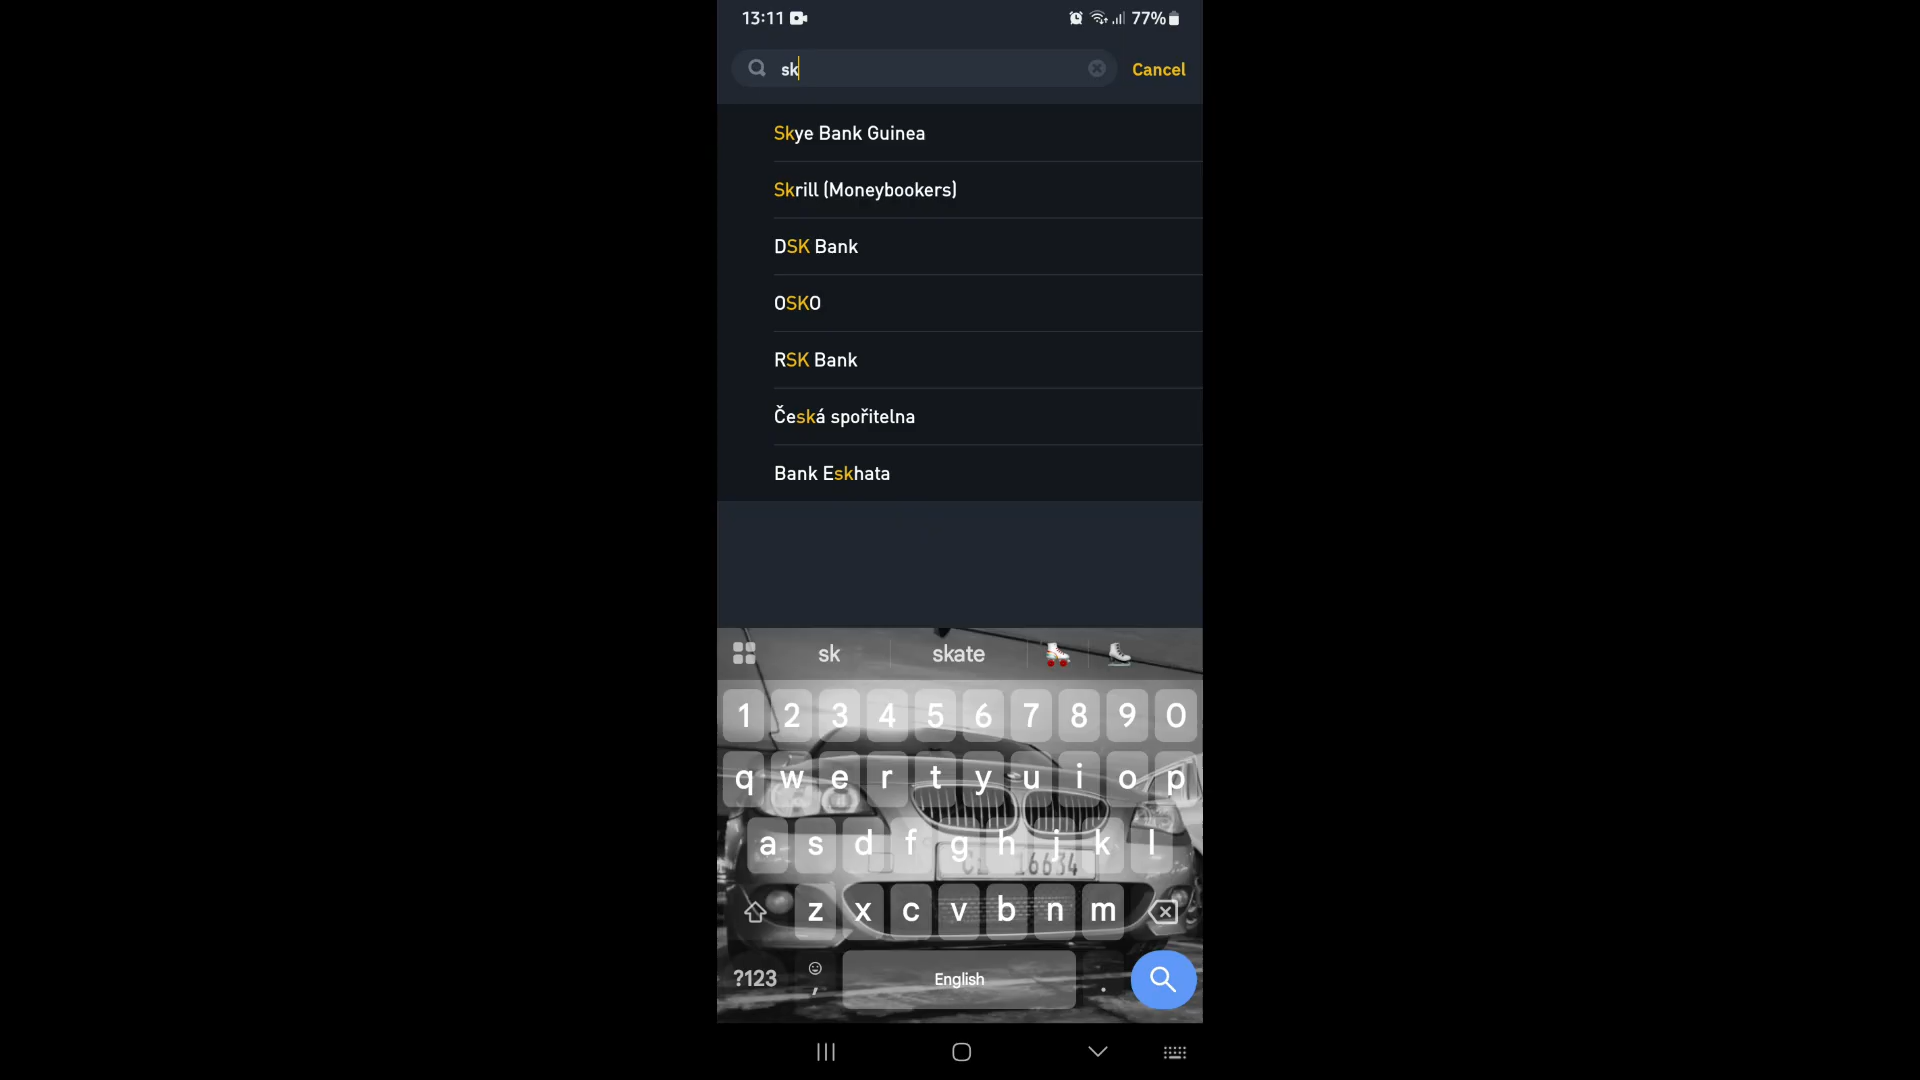 13:11
77%
sk
Cancel
Skye Bank Guinea
Skrill (Moneybookers)
DSK Bank
OSKO
RSK Bank
Česká spořitelna
Bank Eskhata
sk skate
1 2 3 4 5 6 7 8 9 0
q w e r t y u i o p
a s d f g h j k l
16634
z x c v b n m
?123 , English .